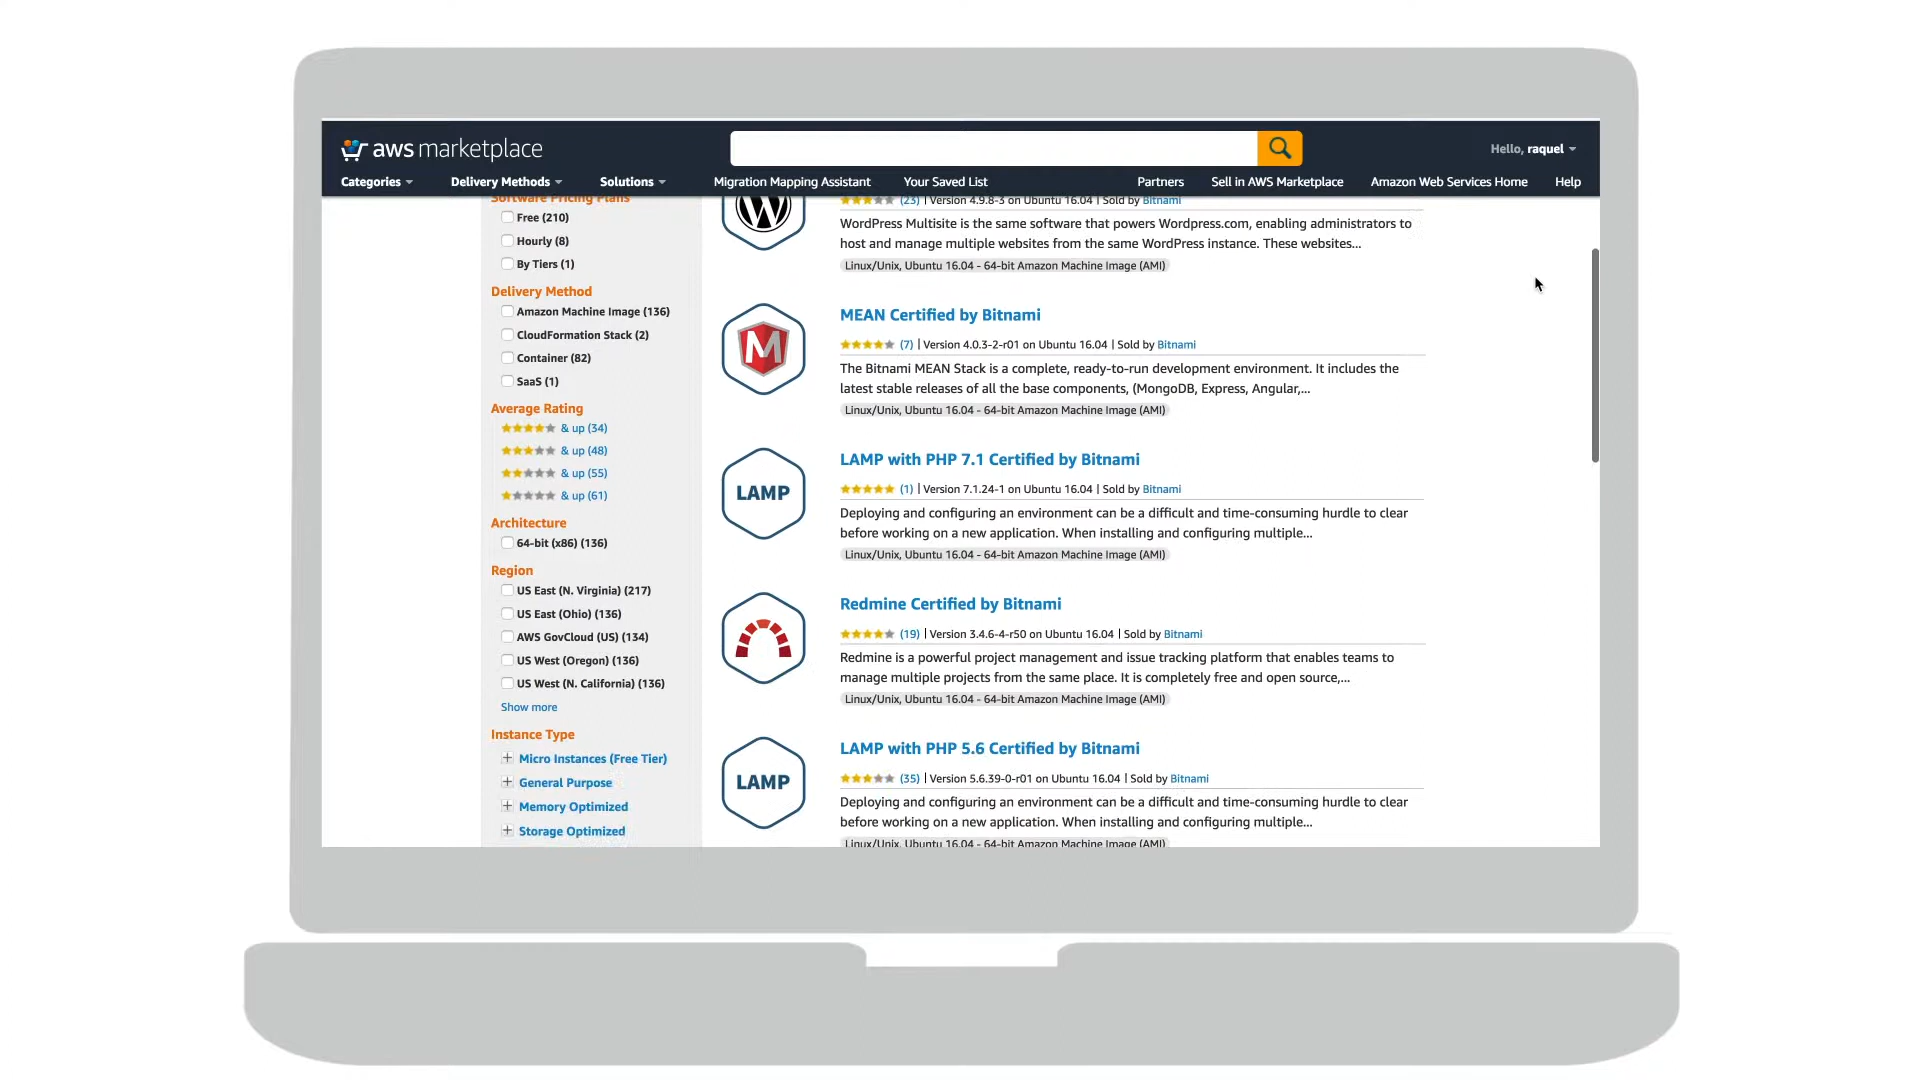 aws marketplace
Hello, raquel
Categories
Delivery Methods
Solutions
Migration Mapping Assistant
Your Saved List
Partners
Sell in AWS Marketplace
Amazon Web Services Home
Help
Software Pricing Plans
Free (210)
Hourly (8)
By Tiers (1)
Delivery Method
Amazon Machine Image (136)
CloudFormation Stack (2)
Container (82)
SaaS (1)
Average Rating
& up (34)
& up (48)
& up (55)
& up (61)
Architecture
64-bit (x86) (136)
Region
US East (N. Virginia) (217)
US East (Ohio) (136)
AWS GovCloud (US) (134)
US West (Oregon) (136)
US West (N. California) (136)
Show more
Instance Type
Micro Instances (Free Tier)
General Purpose
Memory Optimized
Storage Optimized
(23) | Version 4.9.8-3 on Ubuntu 16.04 | Sold by Bitnami
WordPress Multisite is the same software that powers Wordpress.com, enabling administrators to
host and manage multiple websites from the same WordPress instance. These websites...
Linux/Unix, Ubuntu 16.04 - 64-bit Amazon Machine Image (AMI)
MEAN Certified by Bitnami
(7) | Version 4.0.3-2-r01 on Ubuntu 16.04 | Sold by Bitnami
The Bitnami MEAN Stack is a complete, ready-to-run development environment. It includes the
latest stable releases of all the base components, (MongoDB, Express, Angular,...
Linux/Unix, Ubuntu 16.04 - 64-bit Amazon Machine Image (AMI)
LAMP
LAMP with PHP 7.1 Certified by Bitnami
(1) | Version 7.1.24-1 on Ubuntu 16.04 | Sold by Bitnami
Deploying and configuring an environment can be a difficult and time-consuming hurdle to clear
before working on a new application. When installing and configuring multiple...
Linux/Unix, Ubuntu 16.04 - 64-bit Amazon Machine Image (AMI)
Redmine Certified by Bitnami
(19) | Version 3.4.6-4-r50 on Ubuntu 16.04 | Sold by Bitnami
Redmine is a powerful project management and issue tracking platform that enables teams to
manage multiple projects from the same place. It is completely free and open source,...
Linux/Unix, Ubuntu 16.04 - 64-bit Amazon Machine Image (AMI)
LAMP
LAMP with PHP 5.6 Certified by Bitnami
(35) | Version 5.6.39-0-r01 on Ubuntu 16.04 | Sold by Bitnami
Deploying and configuring an environment can be a difficult and time-consuming hurdle to clear
before working on a new application. When installing and configuring multiple...
Linux/Unix, Ubuntu 16.04 - 64-bit Amazon Machine Image (AMI)